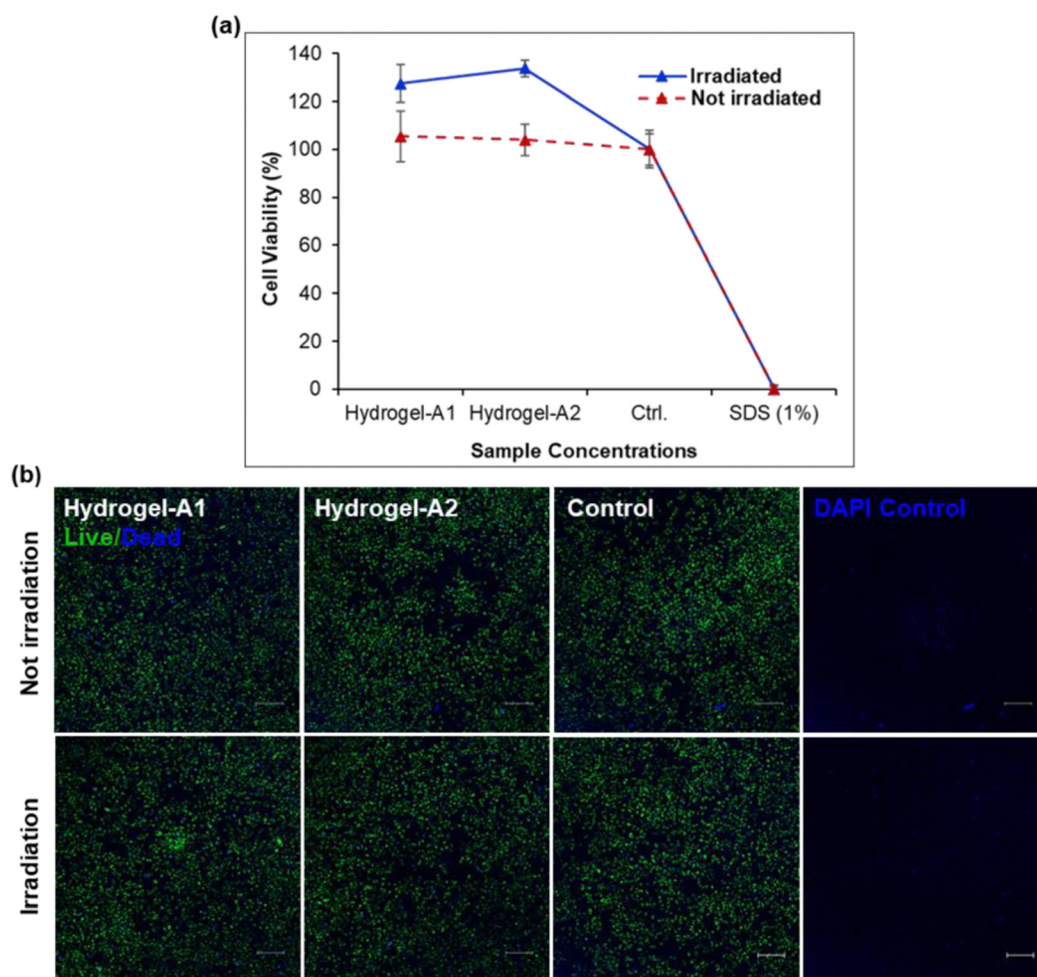 (a)
140
120
100
80
60
40
20
0
Cell Viability (%)
Irradiated
Not irradiated
Hydrogel-A1 Hydrogel-A2 Ctrl. SDS (1%)
Sample Concentrations
(b)
Hydrogel-A1 Hydrogel-A2 Control DAPI Control
Live/Dead
Not irradiation
Irradiation